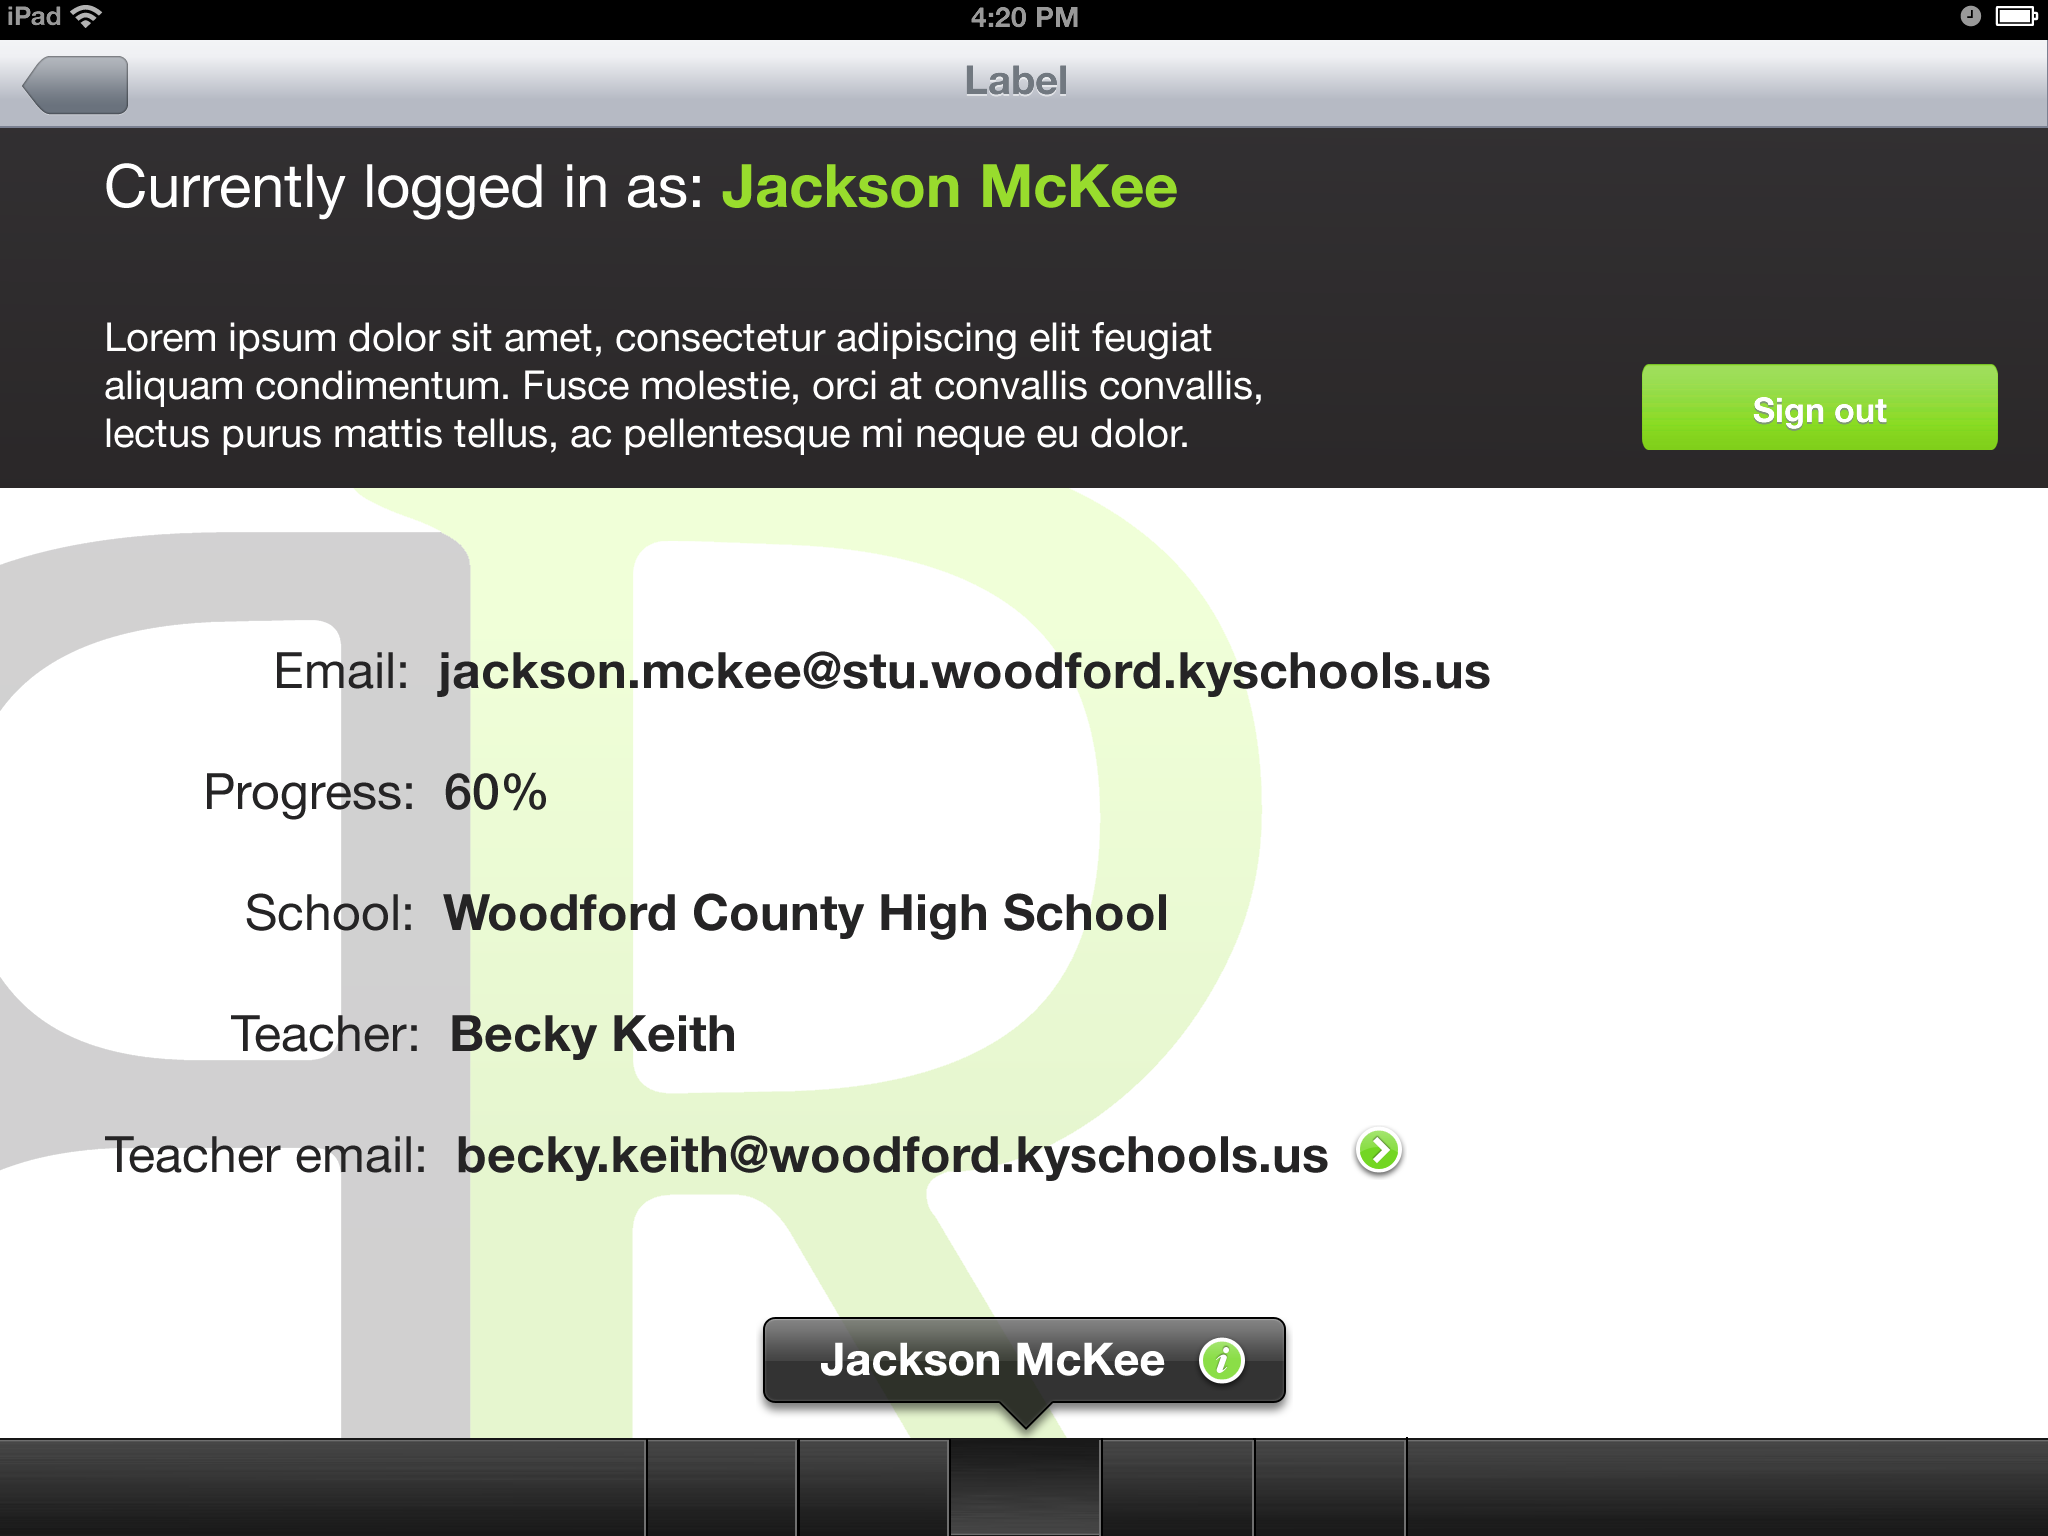 iPad
4:20 PM
Label
Currently logged in as: Jackson McKee
Lorem ipsum dolor sit amet, consectetur adipiscing elit feugiat
aliquam condimentum. Fusce molestie, orci at convallis convallis,
lectus purus mattis tellus, ac pellentesque mi neque eu dolor.
Sign out
Email: jackson.mckee@stu.woodford.kyschools.us
Progress: 60%
School: Woodford County High School
Teacher: Becky Keith
Teacher email: becky.keith@woodford.kyschools.us
Jackson McKee i